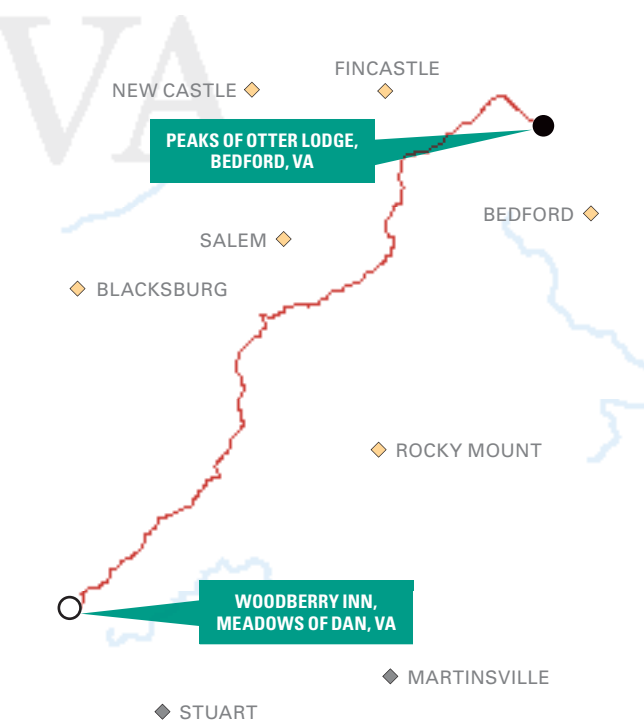 VA
FINCASTLE
NEW CASTLE
PEAKS OF OTTER LODGE,
BEDFORD, VA
BEDFORD
SALEM
BLACKSBURG
ROCKY MOUNT
WOODBERRY INN,
MEADOWS OF DAN, VA
MARTINSVILLE
STUART